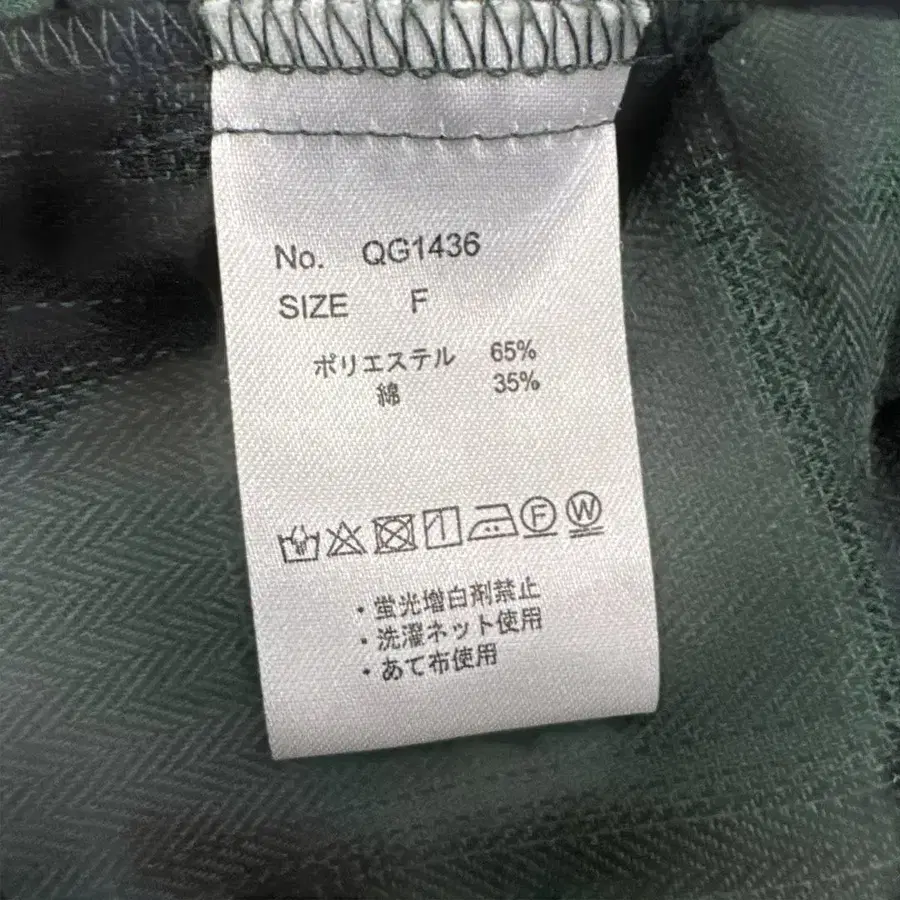 No. QG1436
SIZE F
ポリエステル 65%
綿 35%
F W
・蛍光増白剤禁止
・洗濯ネット使用
・あて布使用